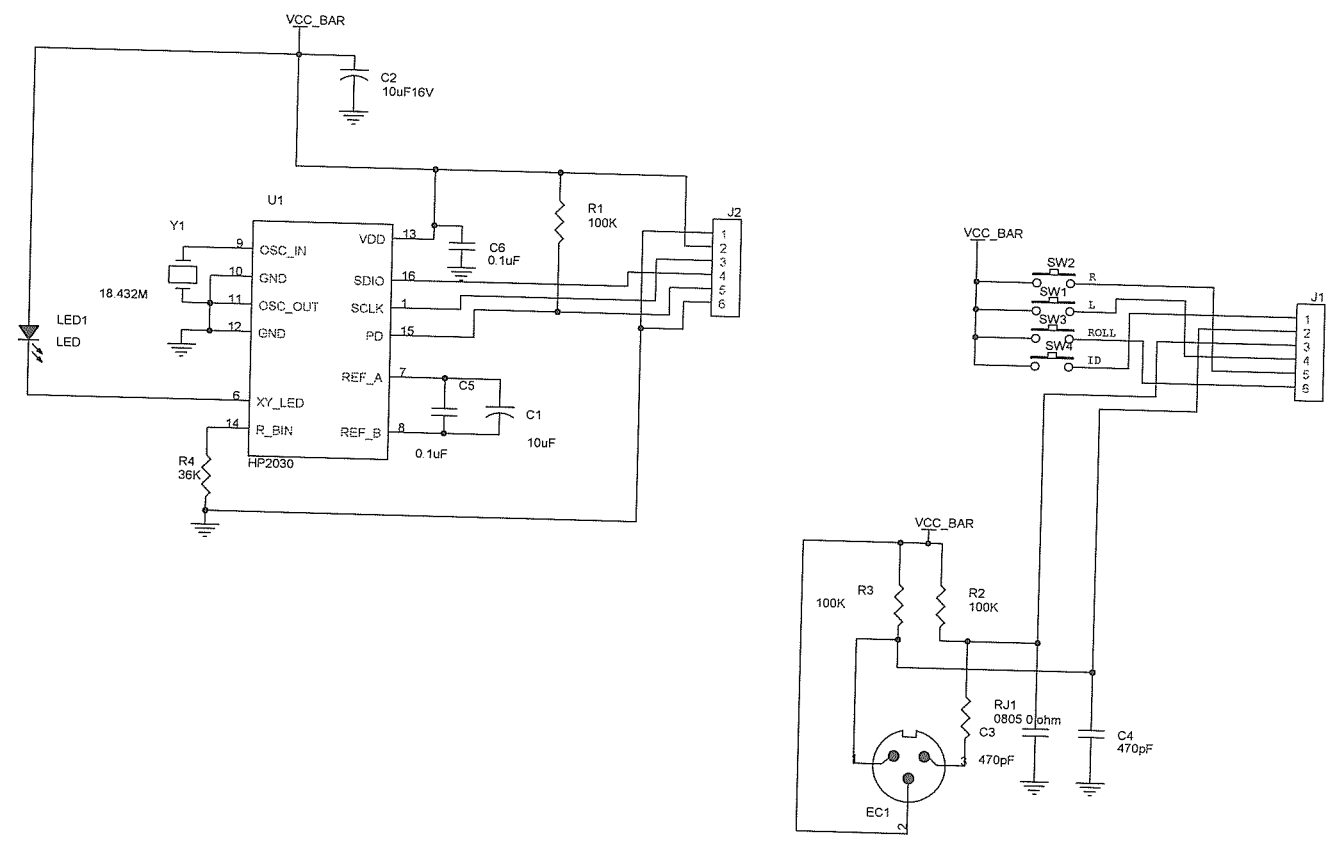 VCC_BAR
C2
10uF16V
U1
Y1
18.432M
9
OSC_IN
10
GND
11
OSC_OUT
12
GND
6
XY_LED
14
R_BIN
HP2030
VDD
13
SDIO
16
SCLK
1
PD
15
REF_A
7
REF_B
8
C6
0.1uF
R1
100K
J2
1
2
3
4
5
6
LED1
LED
C5
0.1uF
C1
10uF
R4
36K
VCC_BAR
SW2
R
SW1
L
SW3
ROLL
SW4
ID
J1
1
2
3
4
5
6
VCC_BAR
R3
100K
R2
100K
RJ1
0805 0 ohm
C3
470pF
C4
470pF
1
3
EC1
2